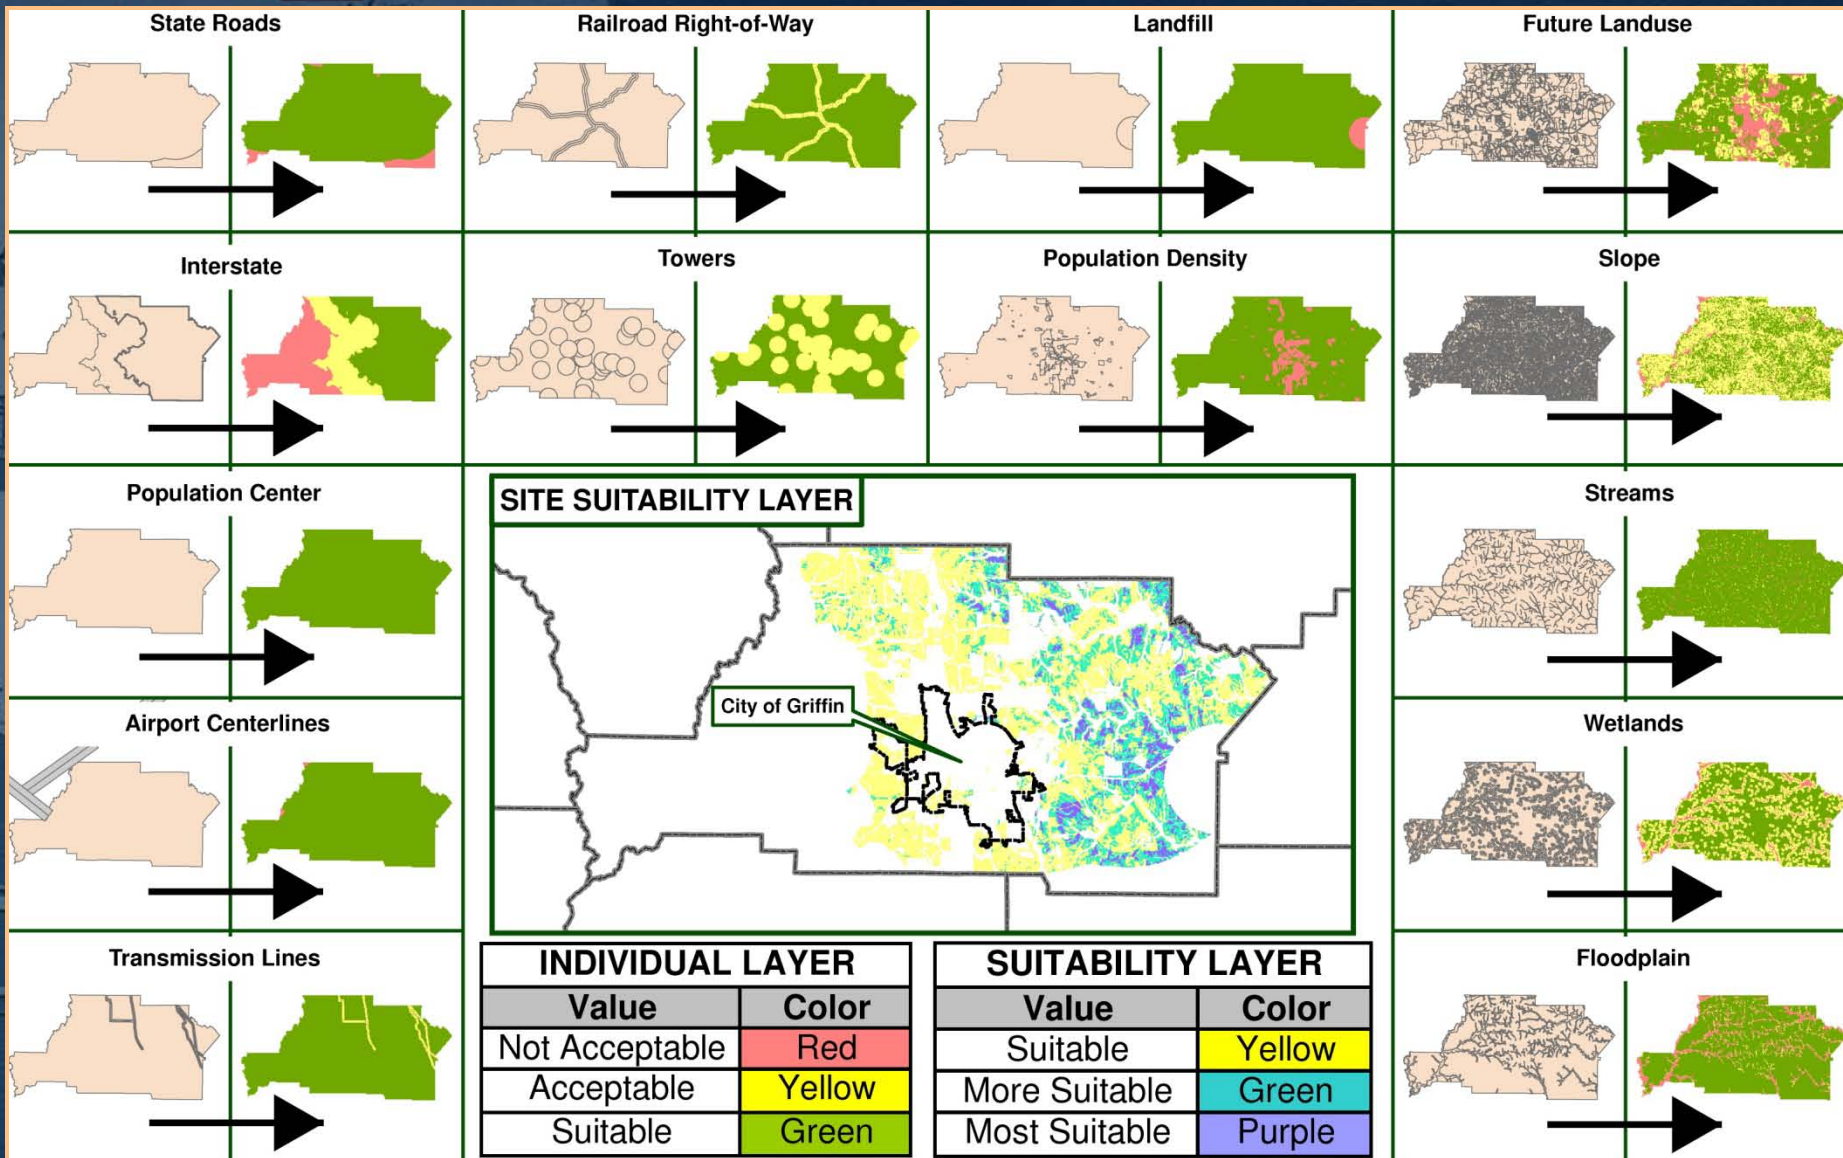 State Roads
Railroad Right-of-Way
Landfill
Future Landuse
Interstate
Towers
Population Density
Slope
Population Center
SITE SUITABILITY LAYER
City of Griffin
Streams
Airport Centerlines
Wetlands
Transmission Lines
Floodplain
INDIVIDUAL LAYER
Value Color
Not Acceptable Red
Acceptable Yellow
Suitable Green
SUITABILITY LAYER
Value Color
Suitable Yellow
More Suitable Green
Most Suitable Purple